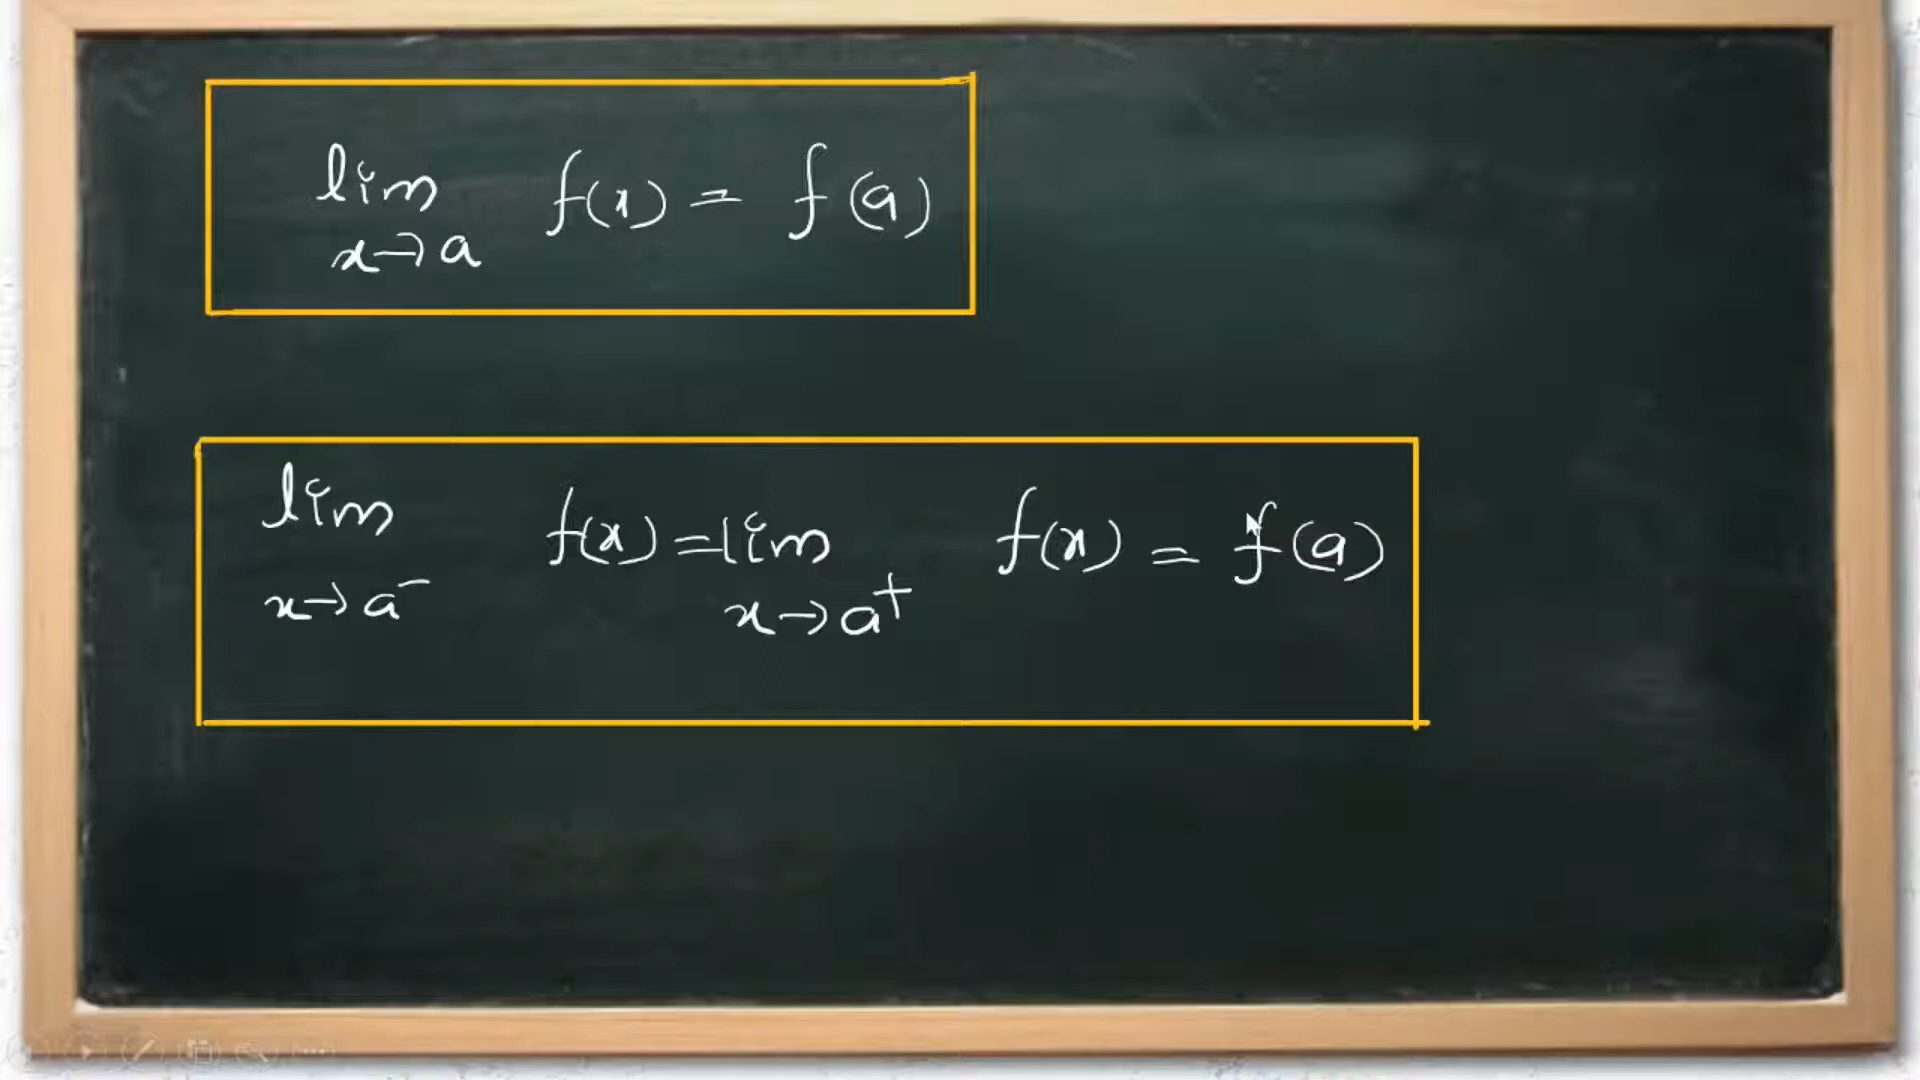 lim f(x) = f(a)
x→a
lim f(x) = lim f(x) = f(a)
x→a⁻ x→a⁺